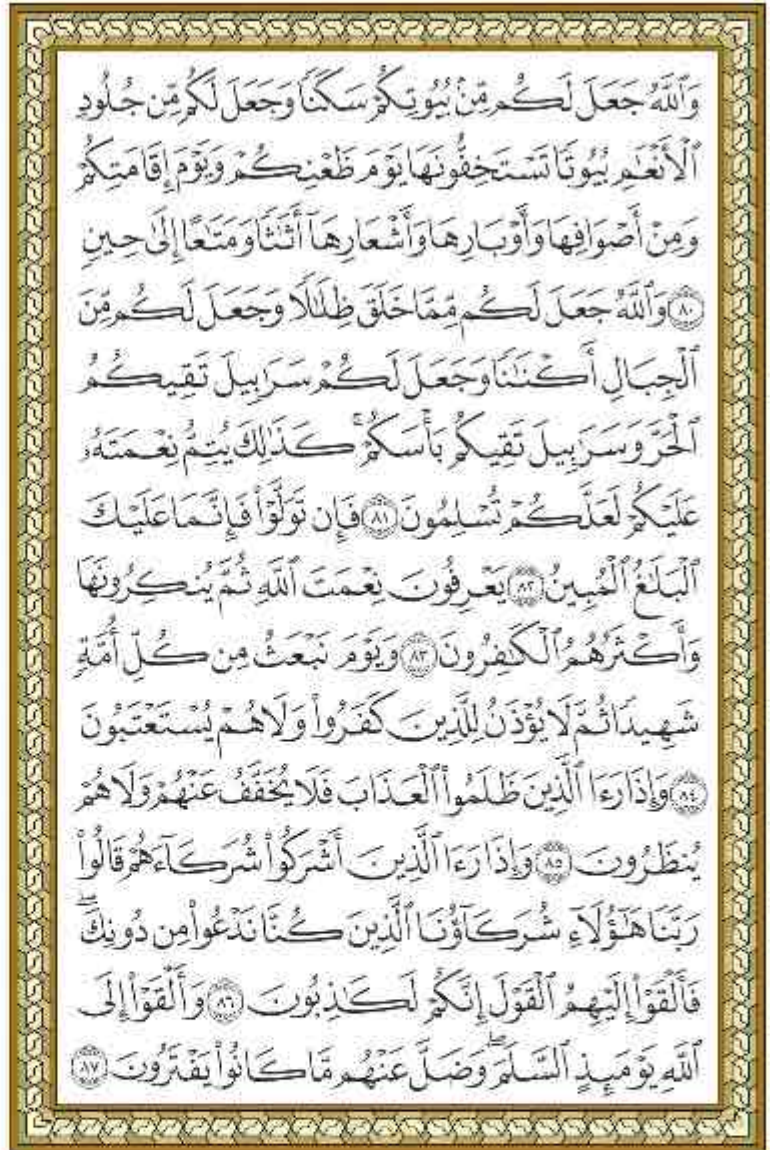 وَٱللَّهُ جَعَلَ لَكُم مِّنۢ بُيُوتِكُمْ سَكَنًا وَجَعَلَ لَكُم مِّن جُلُودِ
ٱلْأَنْعَٰمِ بُيُوتًا تَسْتَخِفُّونَهَا يَوْمَ ظَعْنِكُمْ وَيَوْمَ إِقَامَتِكُمْ
وَمِنْ أَصْوَافِهَا وَأَوْبَارِهَا وَأَشْعَارِهَآ أَثَٰثًا وَمَتَٰعًا إِلَىٰ حِينٍ
٨٠ وَٱللَّهُ جَعَلَ لَكُم مِّمَّا خَلَقَ ظِلَٰلًا وَجَعَلَ لَكُم مِّنَ
ٱلْجِبَالِ أَكْنَٰنًا وَجَعَلَ لَكُمْ سَرَٰبِيلَ تَقِيكُمُ
ٱلْحَرَّ وَسَرَٰبِيلَ تَقِيكُم بَأْسَكُمْ ۚ كَذَٰلِكَ يُتِمُّ نِعْمَتَهُۥ
عَلَيْكُمْ لَعَلَّكُمْ تُسْلِمُونَ ٨١ فَإِن تَوَلَّوْا۟ فَإِنَّمَا عَلَيْكَ
ٱلْبَلَٰغُ ٱلْمُبِينُ ٨٢ يَعْرِفُونَ نِعْمَتَ ٱللَّهِ ثُمَّ يُنكِرُونَهَا
وَأَكْثَرُهُمُ ٱلْكَٰفِرُونَ ٨٣ وَيَوْمَ نَبْعَثُ مِن كُلِّ أُمَّةٍ
شَهِيدًا ثُمَّ لَا يُؤْذَنُ لِلَّذِينَ كَفَرُوا۟ وَلَا هُمْ يُسْتَعْتَبُونَ
٨٤ وَإِذَا رَءَا ٱلَّذِينَ ظَلَمُوا۟ ٱلْعَذَابَ فَلَا يُخَفَّفُ عَنْهُمْ وَلَا هُمْ
يُنظَرُونَ ٨٥ وَإِذَا رَءَا ٱلَّذِينَ أَشْرَكُوا۟ شُرَكَآءَهُمْ قَالُوا۟
رَبَّنَا هَٰٓؤُلَآءِ شُرَكَآؤُنَا ٱلَّذِينَ كُنَّا نَدْعُوا۟ مِن دُونِكَ ۖ
فَأَلْقَوْا۟ إِلَيْهِمُ ٱلْقَوْلَ إِنَّكُمْ لَكَٰذِبُونَ ٨٦ وَأَلْقَوْا۟ إِلَى
ٱللَّهِ يَوْمَئِذٍ ٱلسَّلَمَ ۖ وَضَلَّ عَنْهُم مَّا كَانُوا۟ يَفْتَرُونَ ٨٧